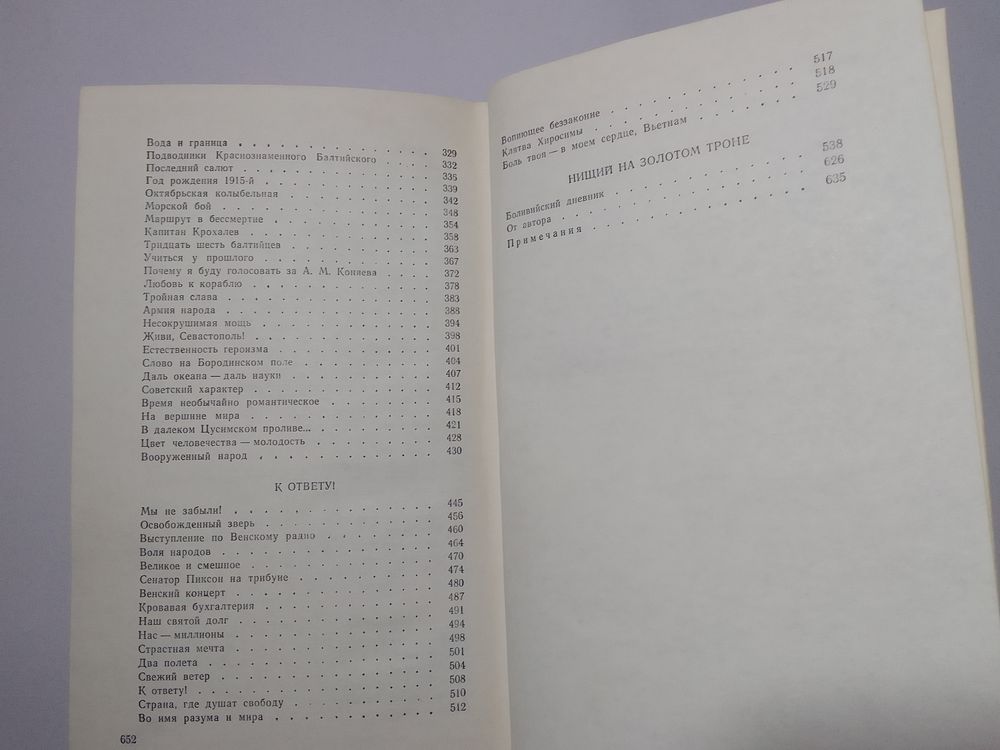 Вода и граница . . . . . . . . . . 329
Подводники Краснознаменного Балтийского . . . . 332
Последний салют . . . . . . . . . . 335
Год рождения 1915-й . . . . . . . . . . 339
Октябрьская колыбельная . . . . . . . . . . 342
Морской бой . . . . . . . . . . 348
Маршрут в бессмертие . . . . . . . . . . 354
Капитан Крохалев . . . . . . . . . . 358
Тридцать шесть балтийцев . . . . . . . . . . 363
Учиться у прошлого . . . . . . . . . . 367
Почему я буду голосовать за А. М. Коняева . . . . 372
Любовь к кораблю . . . . . . . . . . 378
Тройная слава . . . . . . . . . . 383
Армия народа . . . . . . . . . . 388
Несокрушимая мощь . . . . . . . . . . 394
Живи, Севастополь! . . . . . . . . . . 398
Естественность героизма . . . . . . . . . . 401
Слово на Бородинском поле . . . . . . . . . . 404
Даль океана — даль науки . . . . . . . . . . 407
Советский характер . . . . . . . . . . 412
Время необычайно романтическое . . . . . . . . 415
На вершине мира . . . . . . . . . . 418
В далеком Цусимском проливе... . . . . . . . . 421
Цвет человечества — молодость . . . . . . . . 428
Вооруженный народ . . . . . . . . . . 430
К ОТВЕТУ!
Мы не забыли! . . . . . . . . . . 445
Освобожденный зверь . . . . . . . . . . 456
Выступление по Венскому радио . . . . . . . . 460
Воля народов . . . . . . . . . . 464
Великое и смешное . . . . . . . . . . 470
Сенатор Пиксон на трибуне . . . . . . . . . . 474
Венский концерт . . . . . . . . . . 480
Кровавая бухгалтерия . . . . . . . . . . 487
Наш святой долг . . . . . . . . . . 491
Нас — миллионы . . . . . . . . . . 494
Страстная мечта . . . . . . . . . . 498
Два полета . . . . . . . . . . 501
Свежий ветер . . . . . . . . . . 504
К ответу! . . . . . . . . . . 508
Страна, где душат свободу . . . . . . . . . . 510
Во имя разума и мира . . . . . . . . . . 512
652
Вопиющее беззаконие . . . . . . . . . . 517
Клятва Хиросимы . . . . . . . . . . 518
Боль твоя — в моем сердце, Вьетнам . . . . . . 529
НИЩИЙ НА ЗОЛОТОМ ТРОНЕ
Боливийский дневник . . . . . . . . . . 538
От автора . . . . . . . . . . 626
Примечания . . . . . . . . . . 635